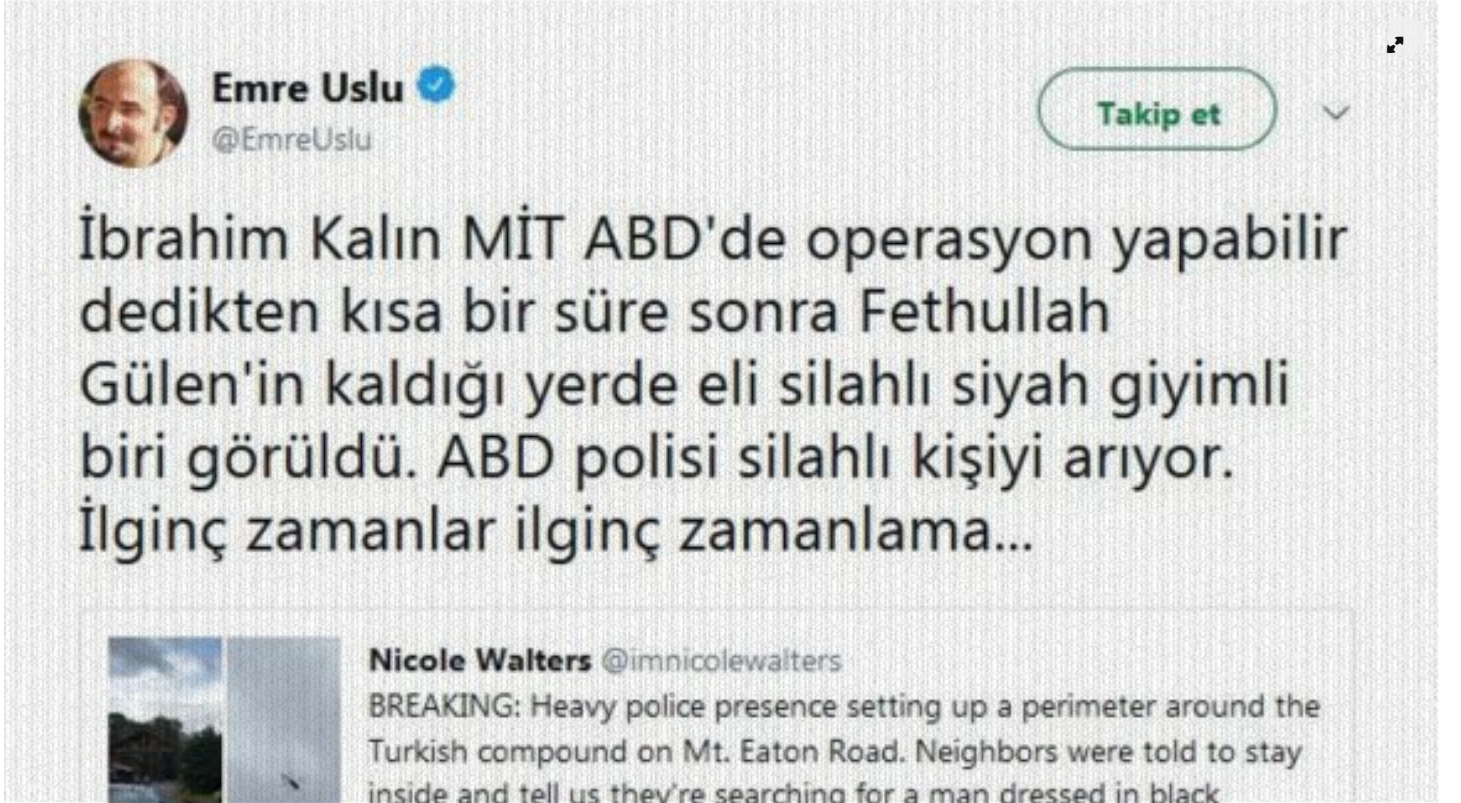 Emre Uslu
@EmreUslu
Takip et
İbrahim Kalın MİT ABD'de operasyon yapabilir
dedikten kısa bir süre sonra Fethullah
Gülen'in kaldığı yerde eli silahlı siyah giyimli
biri görüldü. ABD polisi silahlı kişiyi arıyor.
İlginç zamanlar ilginç zamanlama...
Nicole Walters @imnicolewalters
BREAKING: Heavy police presence setting up a perimeter around the
Turkish compound on Mt. Eaton Road. Neighbors were told to stay
inside and tell us they're searching for a man dressed in black